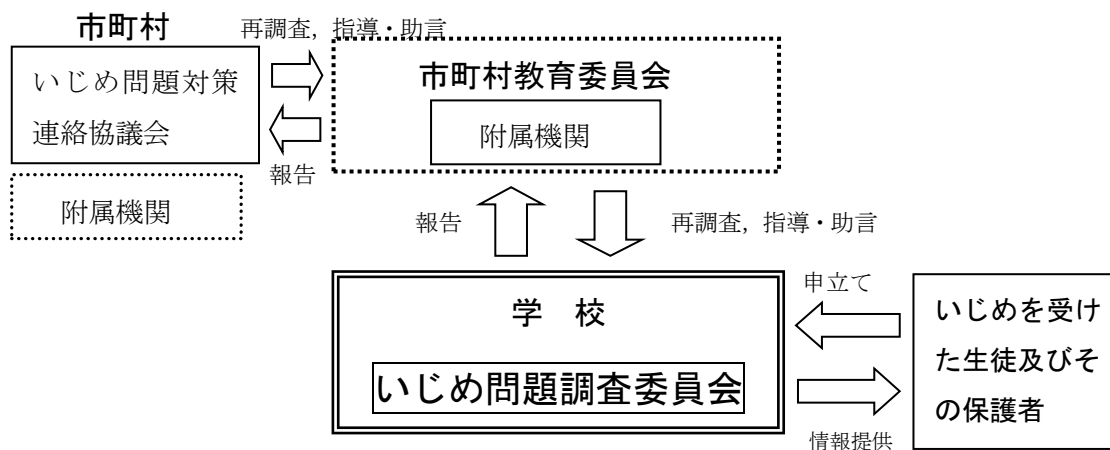 市町村
再調査，指導・助言
いじめ問題対策
連絡協議会
市町村教育委員会
附属機関
報告
附属機関
報告
再調査，指導・助言
学　校
いじめ問題調査委員会
申立て
いじめを受け
た生徒及びそ
の保護者
情報提供